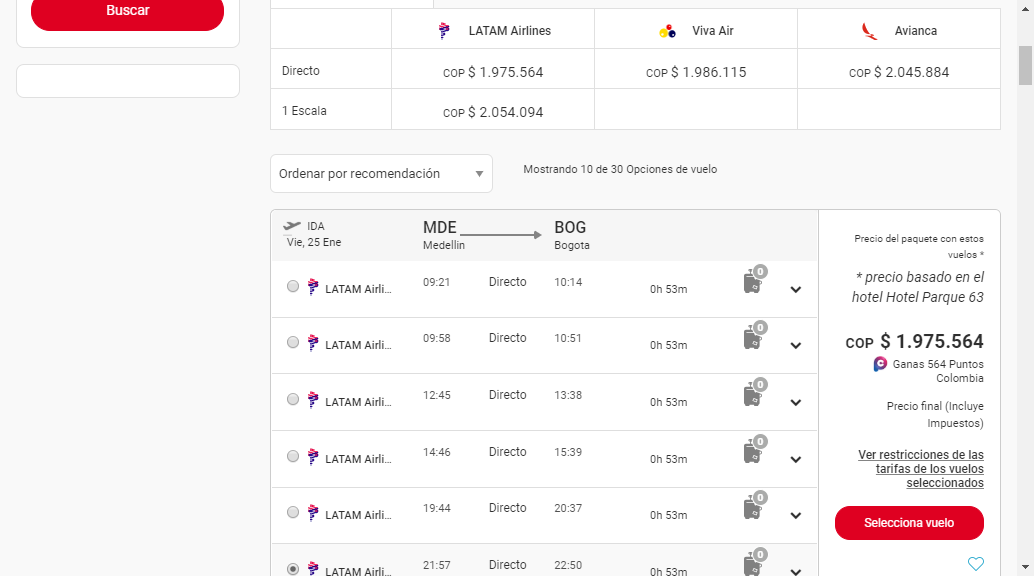 Buscar
LATAM Airlines Viva Air Avianca
Directo COP $ 1.975.564 COP $ 1.986.115 COP $ 2.045.884
1 Escala COP $ 2.054.094
Ordenar por recomendación
Mostrando 10 de 30 Opciones de vuelo
IDA
Vie, 25 Ene
MDE
Medellin
BOG
Bogota
LATAM Airli... 09:21 Directo 10:14 0h 53m 0
LATAM Airli... 09:58 Directo 10:51 0h 53m 0
LATAM Airli... 12:45 Directo 13:38 0h 53m 0
LATAM Airli... 14:46 Directo 15:39 0h 53m 0
LATAM Airli... 19:44 Directo 20:37 0h 53m 0
LATAM Airli... 21:57 Directo 22:50 0h 53m 0
Precio del paquete con estos
vuelos *
* precio basado en el
hotel Hotel Parque 63
COP $ 1.975.564
Ganas 564 Puntos
Colombia
Precio final (Incluye
Impuestos)
Ver restricciones de las
tarifas de los vuelos
seleccionados
Selecciona vuelo